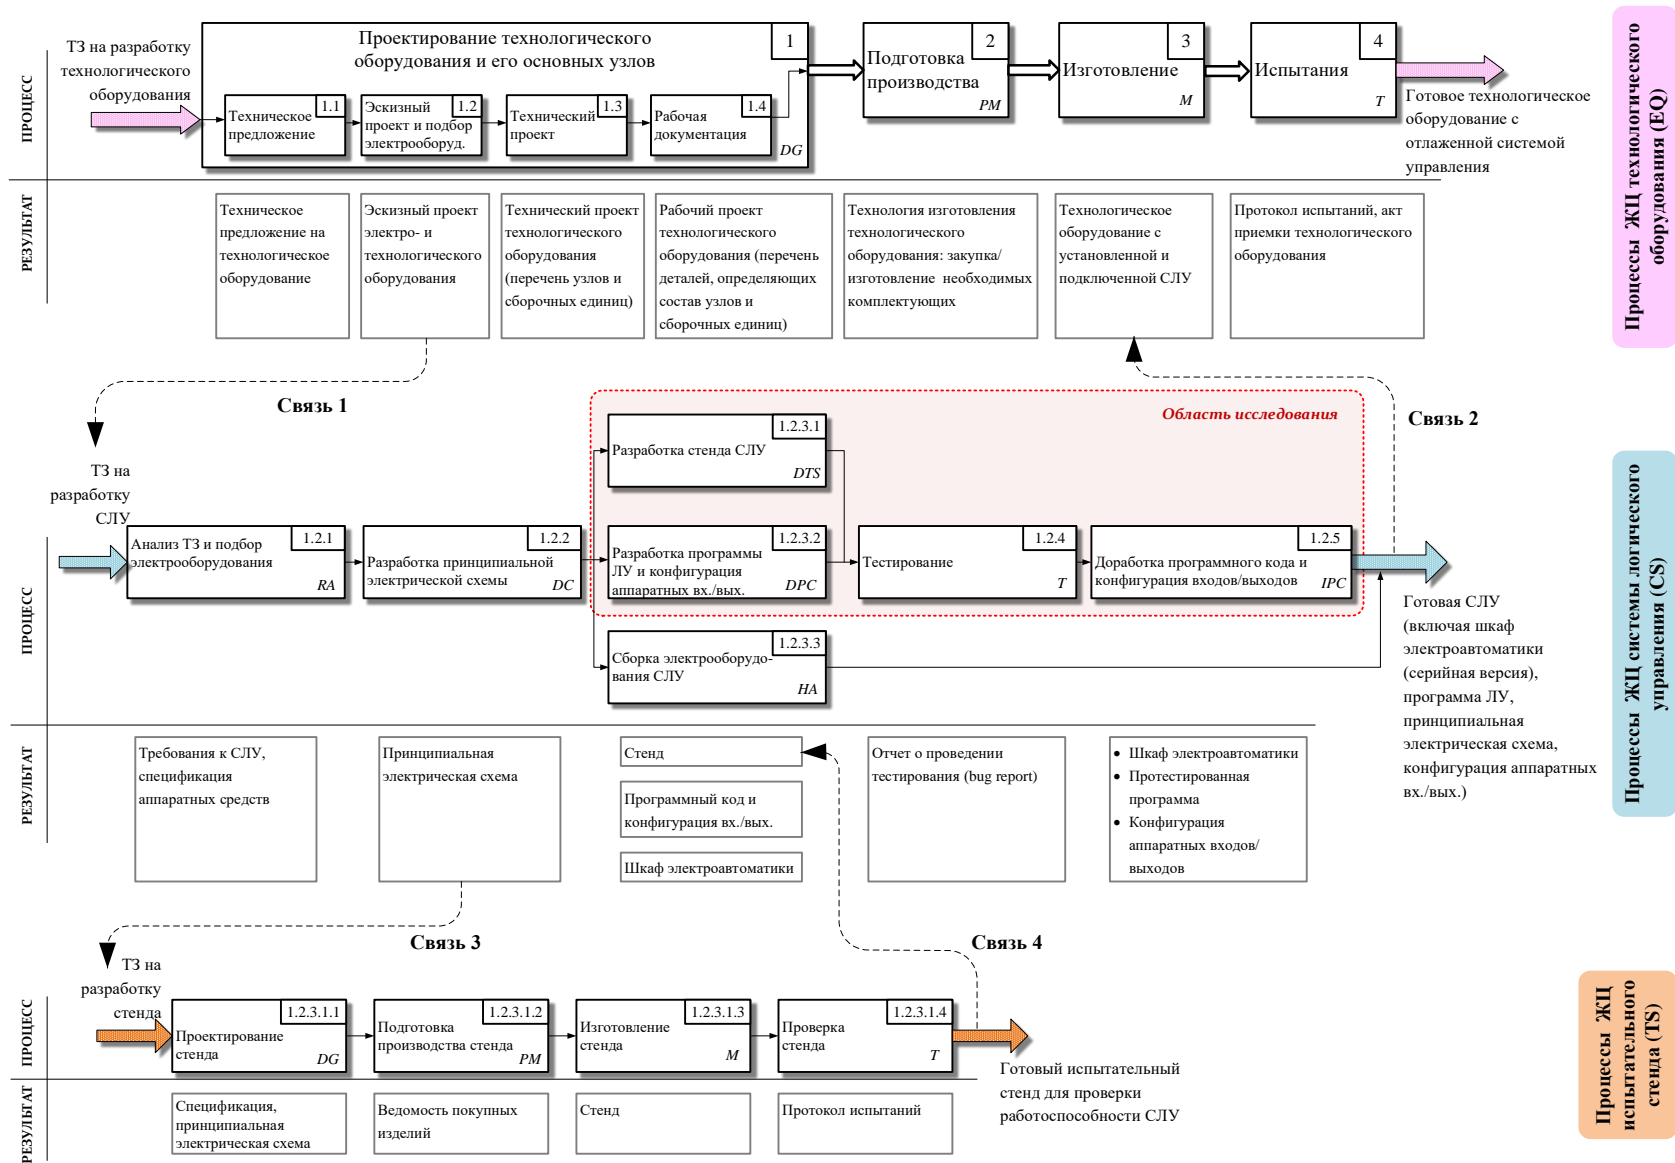 ПРОЦЕСС
ТЗ на разработку
технологического
оборудования
Проектирование технологического
оборудования и его основных узлов
1
Техническое
предложение
1.1
Эскизный
проект и подбор
электрооборуд.
1.2
Технический
проект
1.3
Рабочая
документация
1.4
DG
Подготовка
производства
2
PM
Изготовление
3
M
Испытания
4
T
Готовое технологическое
оборудование с
отлаженной системой
управления
Процессы ЖЦ технологического
оборудования (EQ)
РЕЗУЛЬТАТ
Техническое
предложение на
технологическое
оборудование
Эскизный проект
электро- и
технологического
оборудования
Технический проект
технологического
оборудования
(перечень узлов и
сборочных единиц)
Рабочий проект
технологического
оборудования (перечень
деталей, определяющих
состав узлов и
сборочных единиц)
Технология изготовления
технологического
оборудования: закупка/
изготовление необходимых
комплектующих
Технологическое
оборудование с
установленной и
подключенной СЛУ
Протокол испытаний, акт
приемки технологического
оборудования
Связь 1
Связь 2
Область исследования
ПРОЦЕСС
ТЗ на
разработку
СЛУ
Анализ ТЗ и подбор
электрооборудования
1.2.1
RA
Разработка принципиальной
электрической схемы
1.2.2
DC
Разработка стенда СЛУ
1.2.3.1
DTS
Разработка программы
ЛУ и конфигурация
аппаратных вх./вых.
1.2.3.2
DPC
Сборка электрооборудо-
вания СЛУ
1.2.3.3
HA
Тестирование
1.2.4
T
Доработка программного кода и
конфигурация входов/выходов
1.2.5
IPC
Готовая СЛУ
(включая шкаф
электроавтоматики
(серийная версия),
программа ЛУ,
принципиальная
электрическая схема,
конфигурация аппаратных
вх./вых.)
Процессы ЖЦ системы логического
управления (CS)
РЕЗУЛЬТАТ
Требования к СЛУ,
спецификация
аппаратных средств
Принципиальная
электрическая схема
Стенд
Программный код и
конфигурация вх./вых.
Шкаф электроавтоматики
Отчет о проведении
тестирования (bug report)
• Шкаф электроавтоматики
• Протестированная
программа
• Конфигурация
аппаратных входов/
выходов
Связь 3
Связь 4
ПРОЦЕСС
ТЗ на
разработку
стенда
Проектирование
стенда
1.2.3.1.1
DG
Подготовка
производства стенда
1.2.3.1.2
PM
Изготовление
стенда
1.2.3.1.3
M
Проверка
стенда
1.2.3.1.4
T
Готовый испытательный
стенд для проверки
работоспособности СЛУ
Процессы ЖЦ
испытательного
стенда (TS)
РЕЗУЛЬТАТ
Спецификация,
принципиальная
электрическая схема
Ведомость покупных
изделий
Стенд
Протокол испытаний